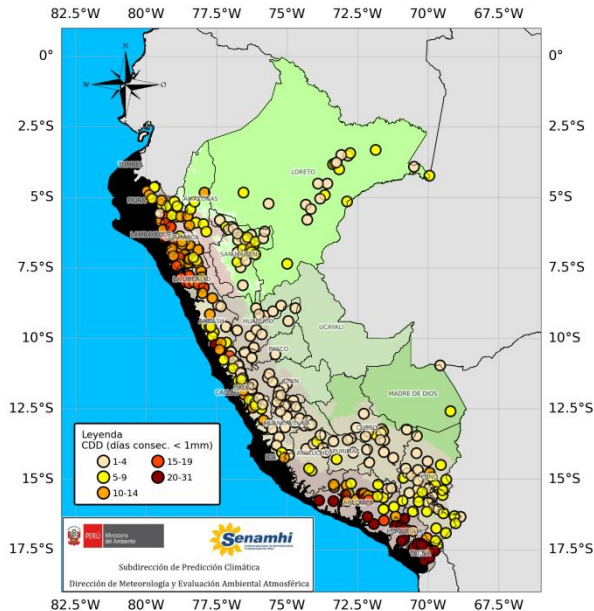 82.5°W 80°W 77.5°W 75°W 72.5°W 70°W 67.5°W
N
W O
S
0° 0°
2.5°S 2.5°S
TUMBES
LORETO
5°S 5°S
PIURA AMAZONAS
LAMBAYEQUE
SAN MARTIN
7.5°S 7.5°S
LA LIBERTAD
ANCASH HUANUCO
UCAYALI
10°S 10°S
PASCO
JUNIN
MADRE DE DIOS
12.5°S 12.5°S
HUANCAVELICA CUSCO
AYACUCHO
Leyenda
CDD (días consec. < 1mm)
1-4 15-19
5-9 20-31
10-14
15°S 15°S
AREQUIPA
TACNA
17.5°S 17.5°S
PERÚ Ministerio del Ambiente
Senamhi
Subdirección de Predicción Climática
Dirección de Meteorología y Evaluación Ambiental Atmosférica
82.5°W 80°W 77.5°W 75°W 72.5°W 70°W 67.5°W